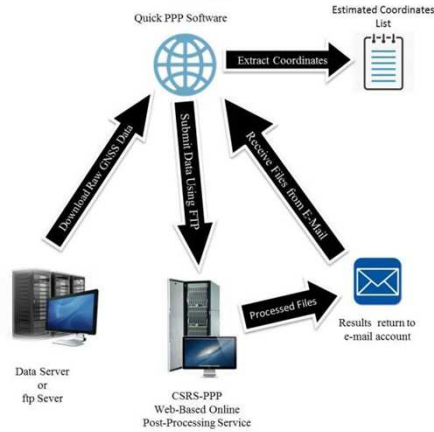 Quick PPP Software
Estimated Coordinates
List
Extract Coordinates
Download Raw GNSS Data
Submit Data Using FTP
Receive Files from E-Mail
Processed Files
Data Server
or
ftp Sever
CSRS-PPP
Web-Based Online
Post-Processing Service
Results return to
e-mail account